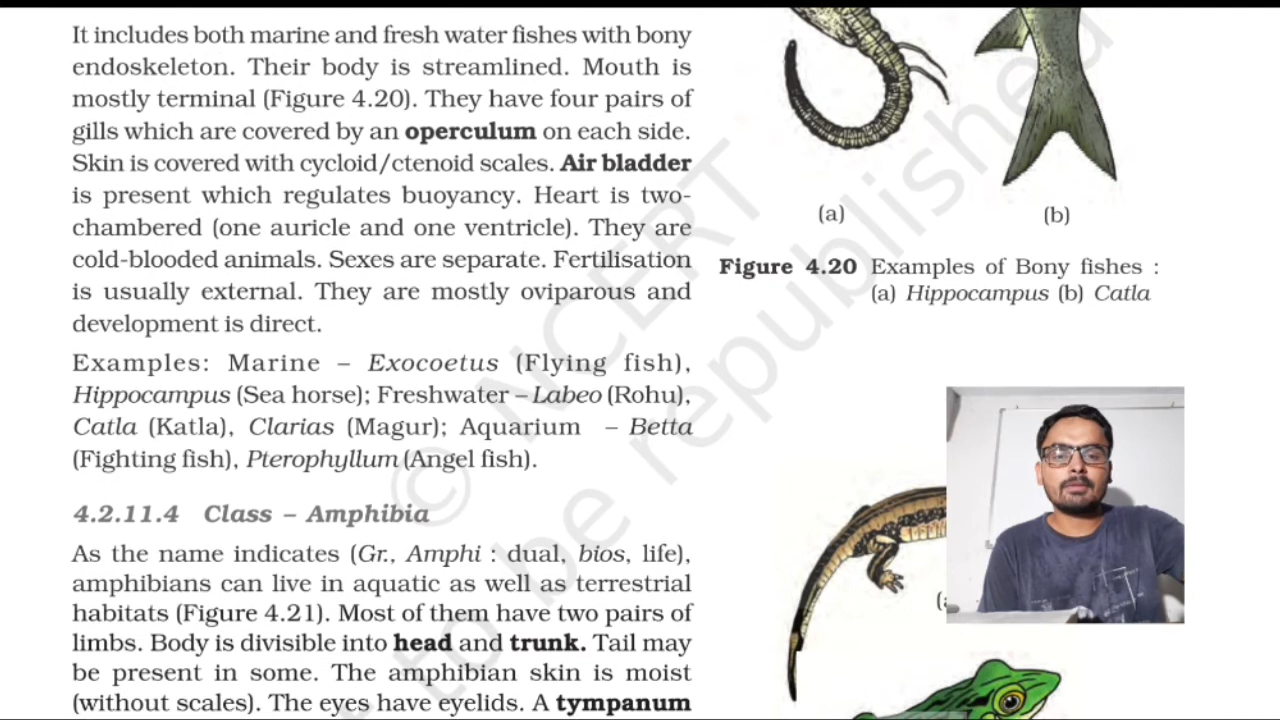 It includes both marine and fresh water fishes with bony
endoskeleton. Their body is streamlined. Mouth is
mostly terminal (Figure 4.20). They have four pairs of
gills which are covered by an operculum on each side.
Skin is covered with cycloid/ctenoid scales. Air bladder
is present which regulates buoyancy. Heart is two-
chambered (one auricle and one ventricle). They are
cold-blooded animals. Sexes are separate. Fertilisation
is usually external. They are mostly oviparous and
development is direct.
Examples: Marine – Exocoetus (Flying fish),
Hippocampus (Sea horse); Freshwater – Labeo (Rohu),
Catla (Katla), Clarias (Magur); Aquarium – Betta
(Fighting fish), Pterophyllum (Angel fish).
4.2.11.4 Class – Amphibia
As the name indicates (Gr., Amphi : dual, bios, life),
amphibians can live in aquatic as well as terrestrial
habitats (Figure 4.21). Most of them have two pairs of
limbs. Body is divisible into head and trunk. Tail may
be present in some. The amphibian skin is moist
(without scales). The eyes have eyelids. A tympanum
(a) (b)
Figure 4.20 Examples of Bony fishes :
(a) Hippocampus (b) Catla
© NCERT
to be republished